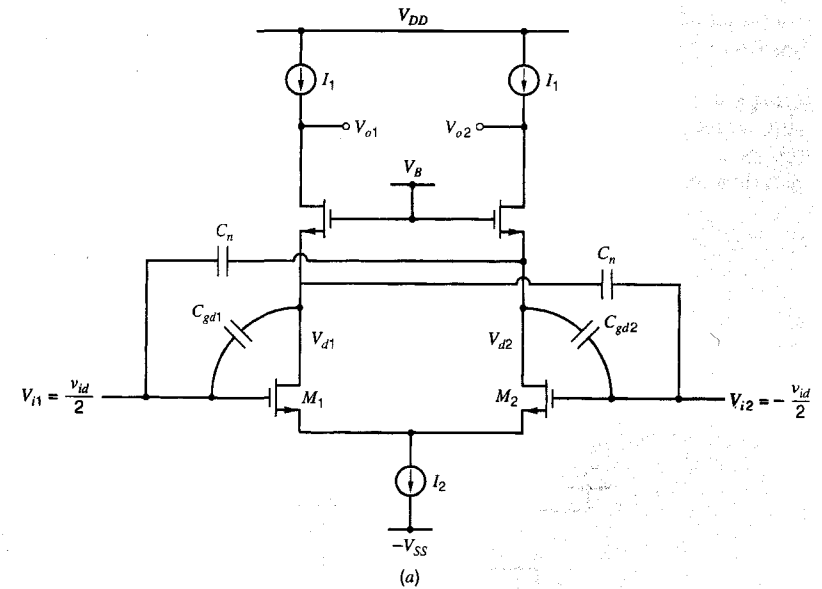 V_DD
I_1 I_1
V_o1 V_o2
V_B
C_n C_n
C_gd1 C_gd2
V_d1 V_d2
V_i1 = v_id/2 M_1 M_2 V_i2 = - v_id/2
I_2
-V_SS
(a)